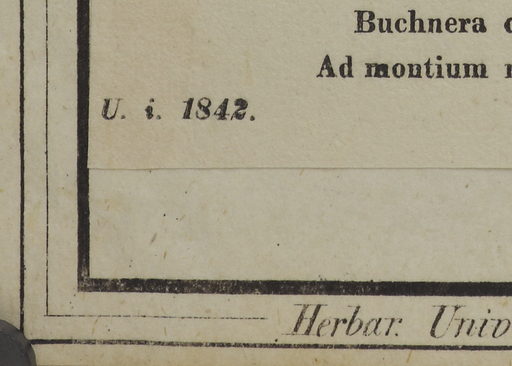 Buchnera
Ad montium
U. i. 1842.
Herbar. Univ